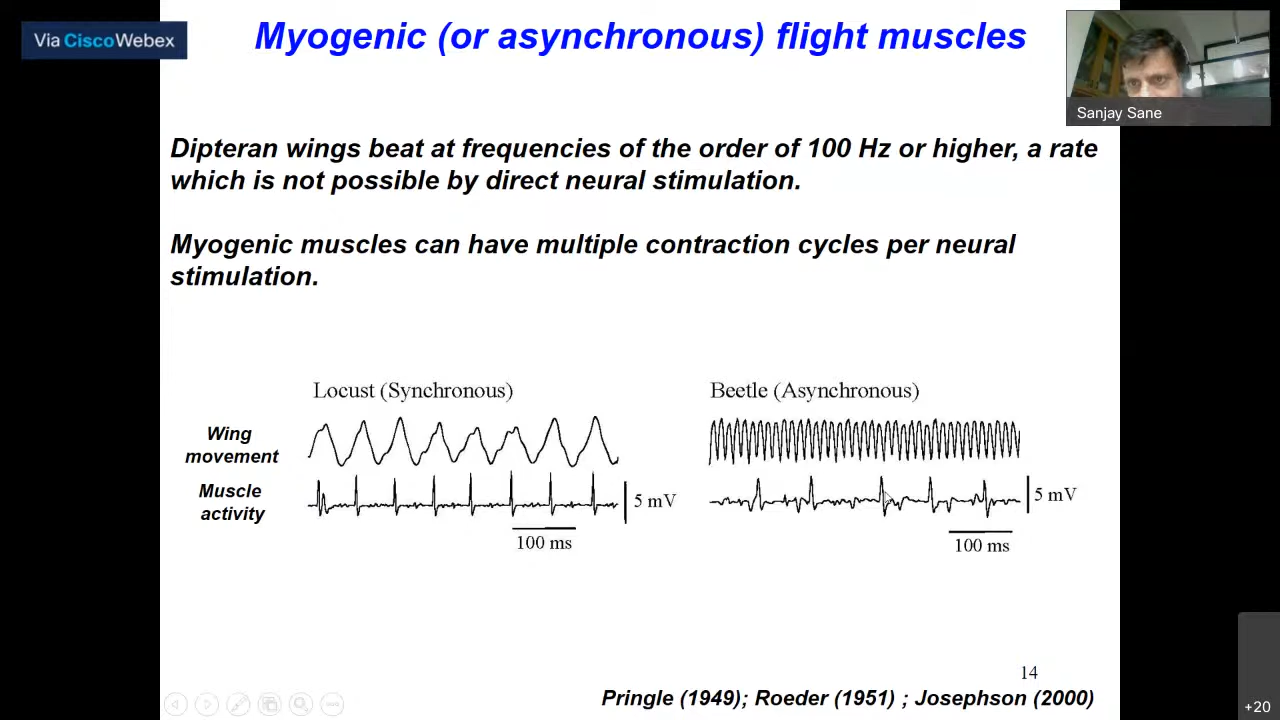 Via CiscoWebex
Myogenic (or asynchronous) flight muscles
Sanjay Sane
Dipteran wings beat at frequencies of the order of 100 Hz or higher, a rate
which is not possible by direct neural stimulation.
Myogenic muscles can have multiple contraction cycles per neural
stimulation.
Locust (Synchronous)
Beetle (Asynchronous)
Wing
movement
Muscle
activity
5 mV
100 ms
5 mV
100 ms
14
Pringle (1949); Roeder (1951) ; Josephson (2000)
+20